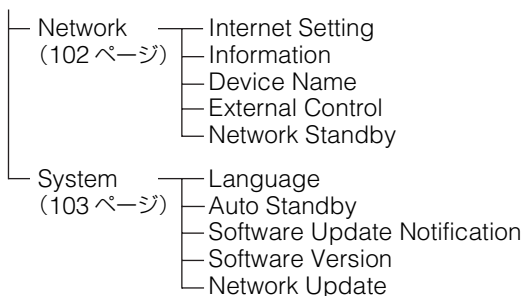 Network
（102 ページ）
Internet Setting
Information
Device Name
External Control
Network Standby
System
（103 ページ）
Language
Auto Standby
Software Update Notification
Software Version
Network Update